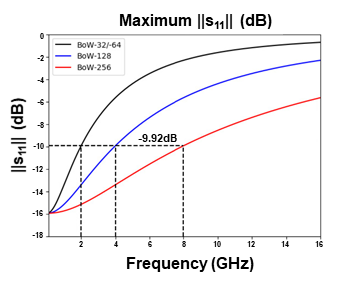 Maximum ||s11|| (dB)
BoW-32/-64
BoW-128
BoW-256
||s11|| (dB)
0
-2
-4
-6
-8
-10
-12
-14
-16
-18
-9.92dB
2
4
6
8
10
12
14
16
Frequency (GHz)